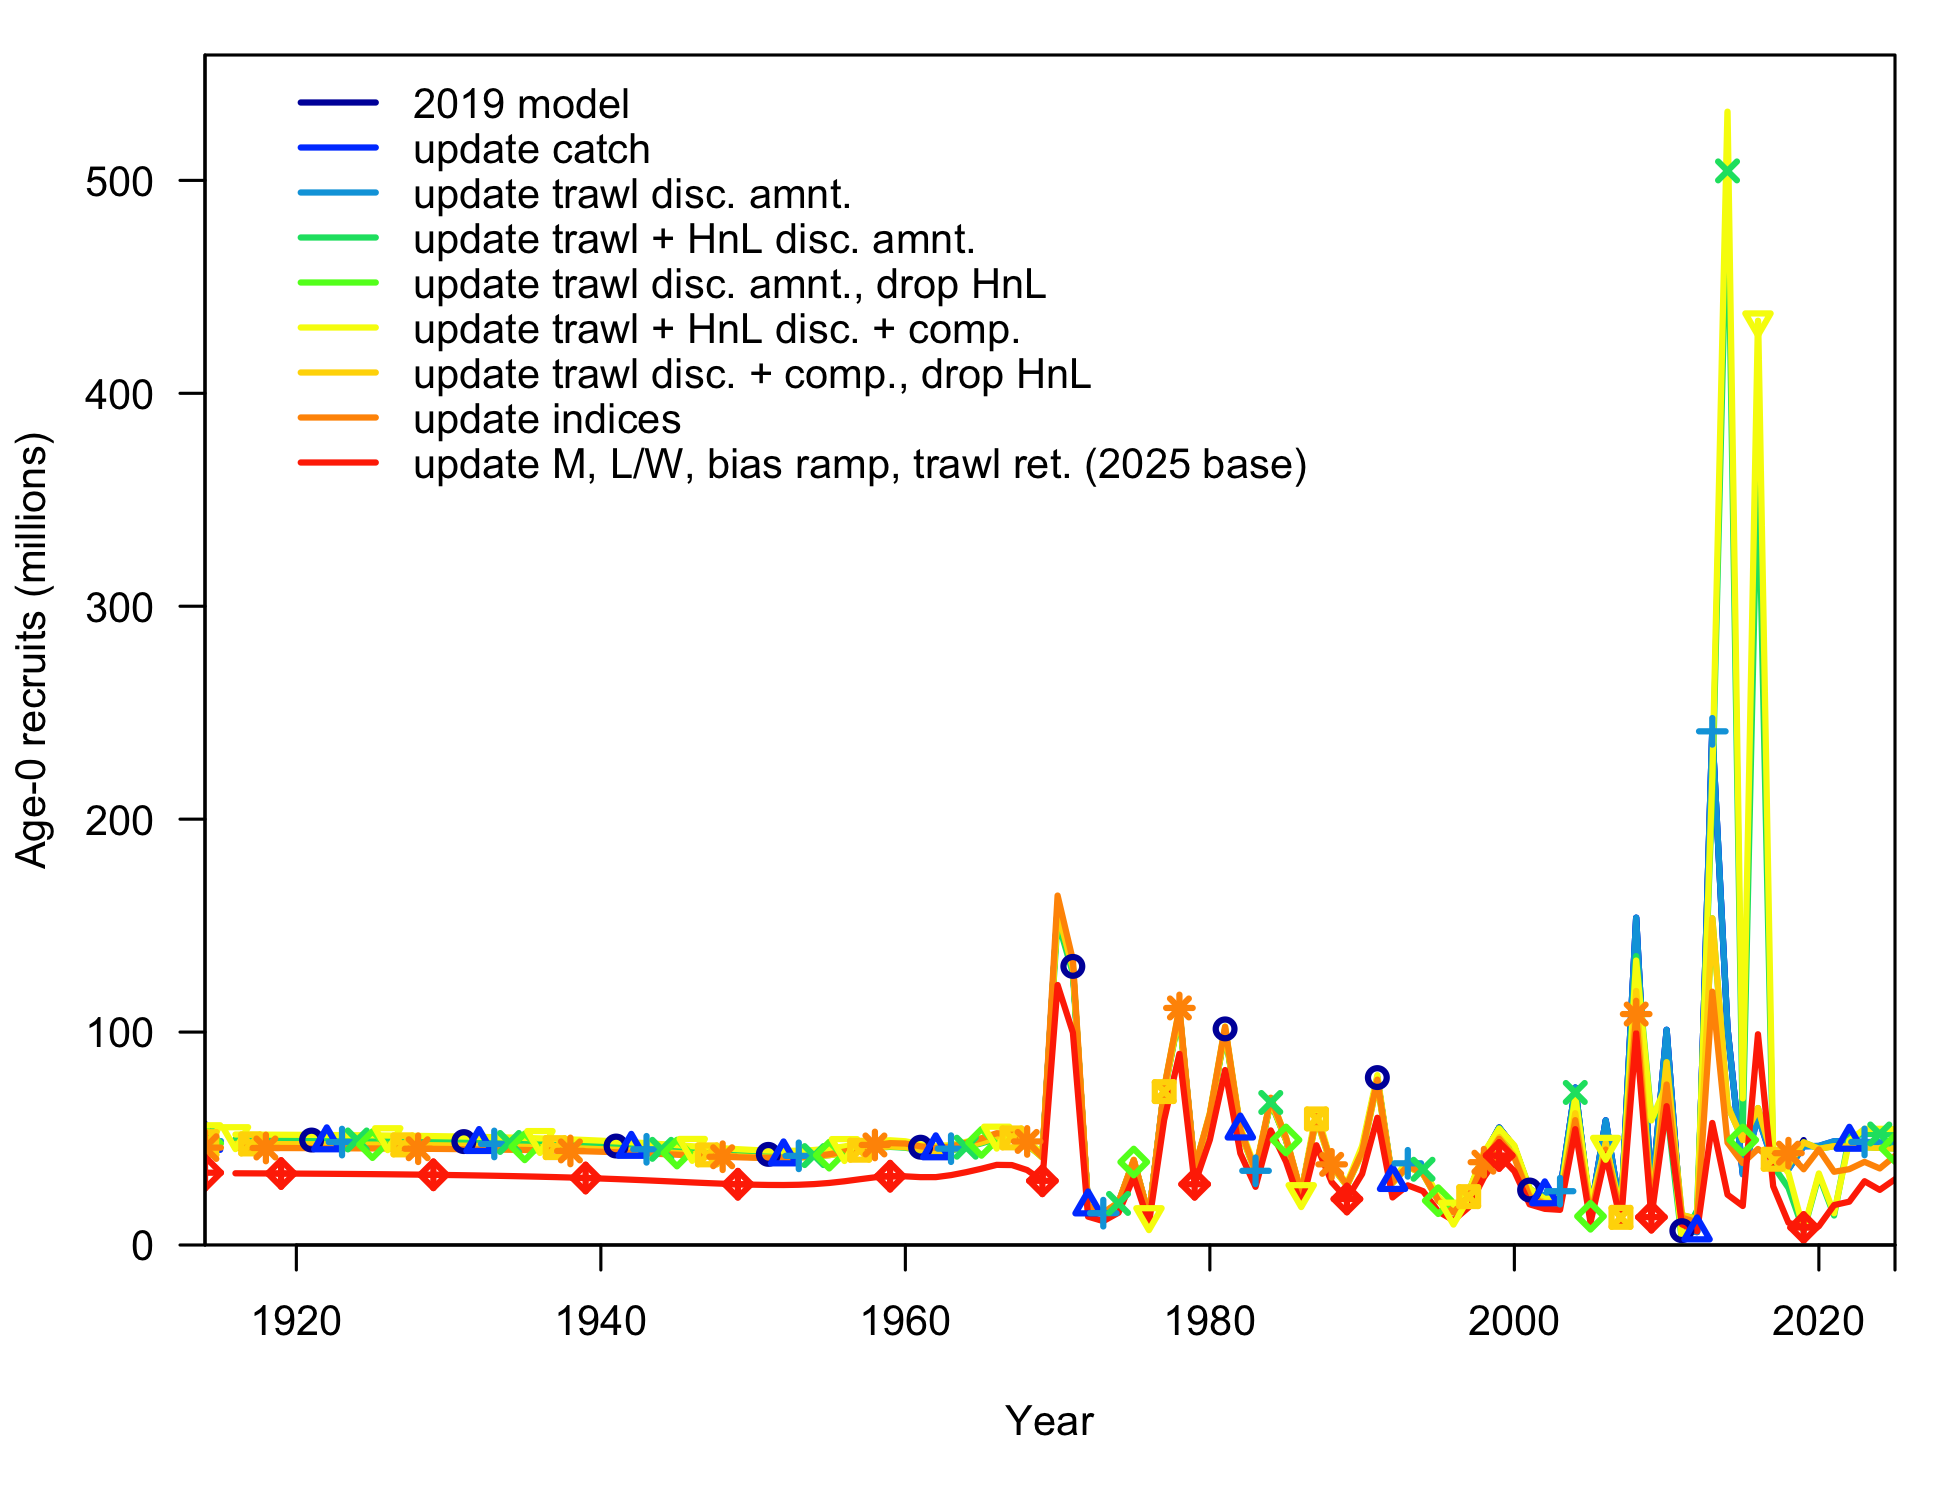 2019 model
update catch
update trawl disc. amnt.
update trawl + HnL disc. amnt.
update trawl disc. amnt., drop HnL
update trawl + HnL disc. + comp.
update trawl disc. + comp., drop HnL
update indices
update M, L/W, bias ramp, trawl ret. (2025 base)
Age-0 recruits (millions)
500
400
300
200
100
0
1920 1940 1960 1980 2000 2020
Year